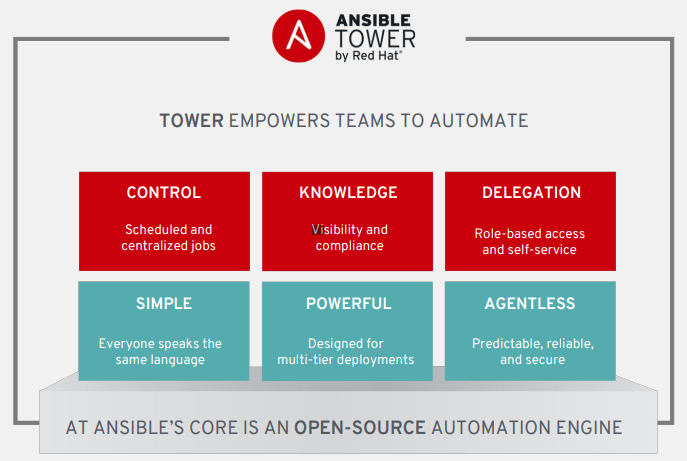 ANSIBLE
TOWER
by Red Hat®
TOWER EMPOWERS TEAMS TO AUTOMATE
CONTROL
Scheduled and
centralized jobs
KNOWLEDGE
Visibility and
compliance
DELEGATION
Role-based access
and self-service
SIMPLE
Everyone speaks the
same language
POWERFUL
Designed for
multi-tier deployments
AGENTLESS
Predictable, reliable,
and secure
AT ANSIBLE’S CORE IS AN OPEN-SOURCE AUTOMATION ENGINE